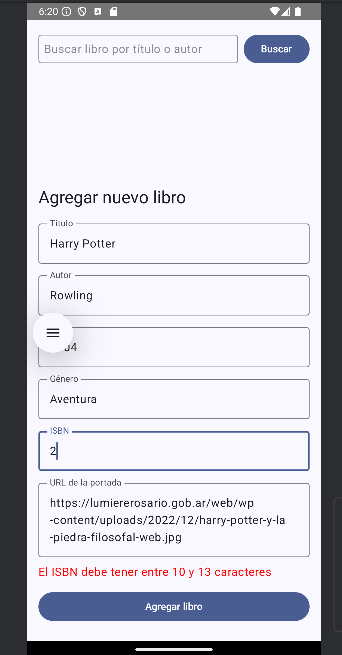 6:20
Buscar libro por título o autor
Buscar
Agregar nuevo libro
Título
Harry Potter
Autor
Rowling
Género
Aventura
ISBN
2
URL de la portada
https://lumiererosario.gob.ar/web/wp
-content/uploads/2022/12/harry-potter-y-la
-piedra-filosofal-web.jpg
El ISBN debe tener entre 10 y 13 caracteres
Agregar libro